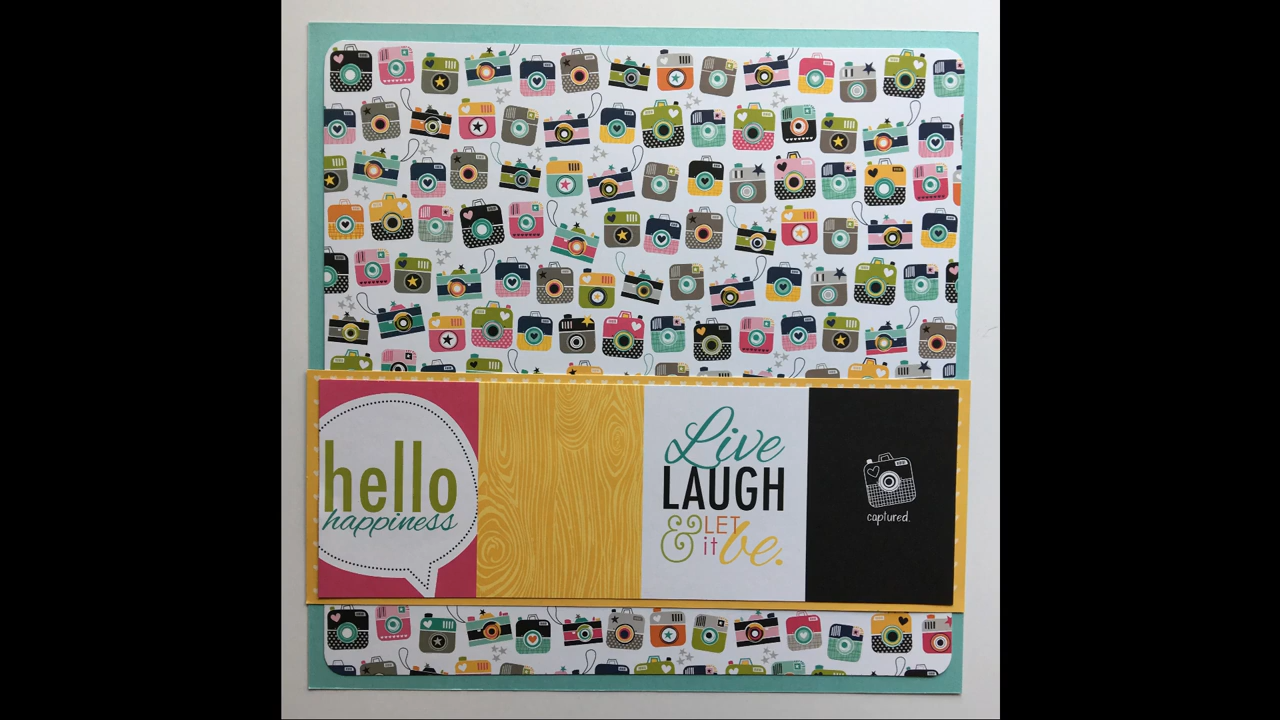 hello
happiness
Live
LAUGH
& LET
it be.
captured.